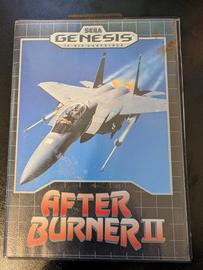 SEGA
GENESIS
16-BIT CARTRIDGE
AFTER
BURNER II